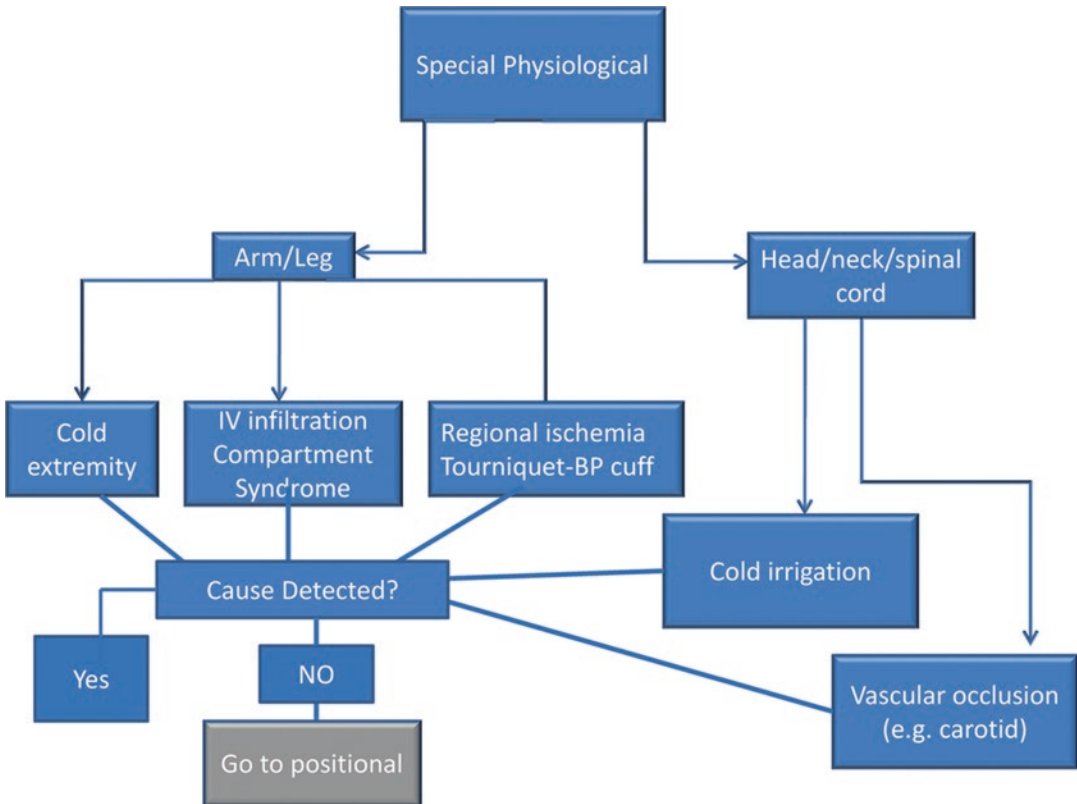 Special Physiological
Arm/Leg
Head/neck/spinal
cord
Cold
extremity
IV infiltration
Compartment
Syndrome
Regional ischemia
Tourniquet-BP cuff
Cold irrigation
Cause Detected?
Yes
NO
Vascular occlusion
(e.g. carotid)
Go to positional